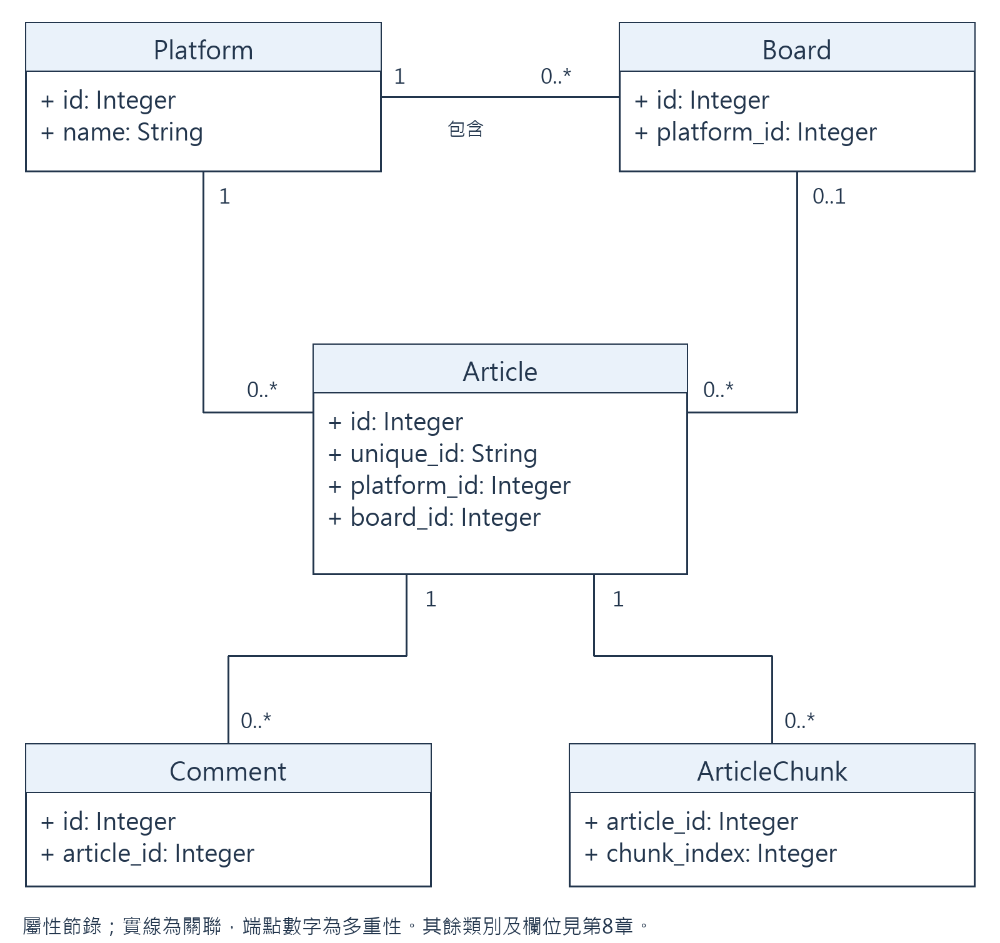 Platform
+ id: Integer
+ name: String
1
0..*
包含
Board
+ id: Integer
+ platform_id: Integer
1
0..1
0..*
0..*
Article
+ id: Integer
+ unique_id: String
+ platform_id: Integer
+ board_id: Integer
1
1
0..*
0..*
Comment
+ id: Integer
+ article_id: Integer
ArticleChunk
+ article_id: Integer
+ chunk_index: Integer
屬性節錄；實線為關聯，端點數字為多重性。其餘類別及欄位見第8章。